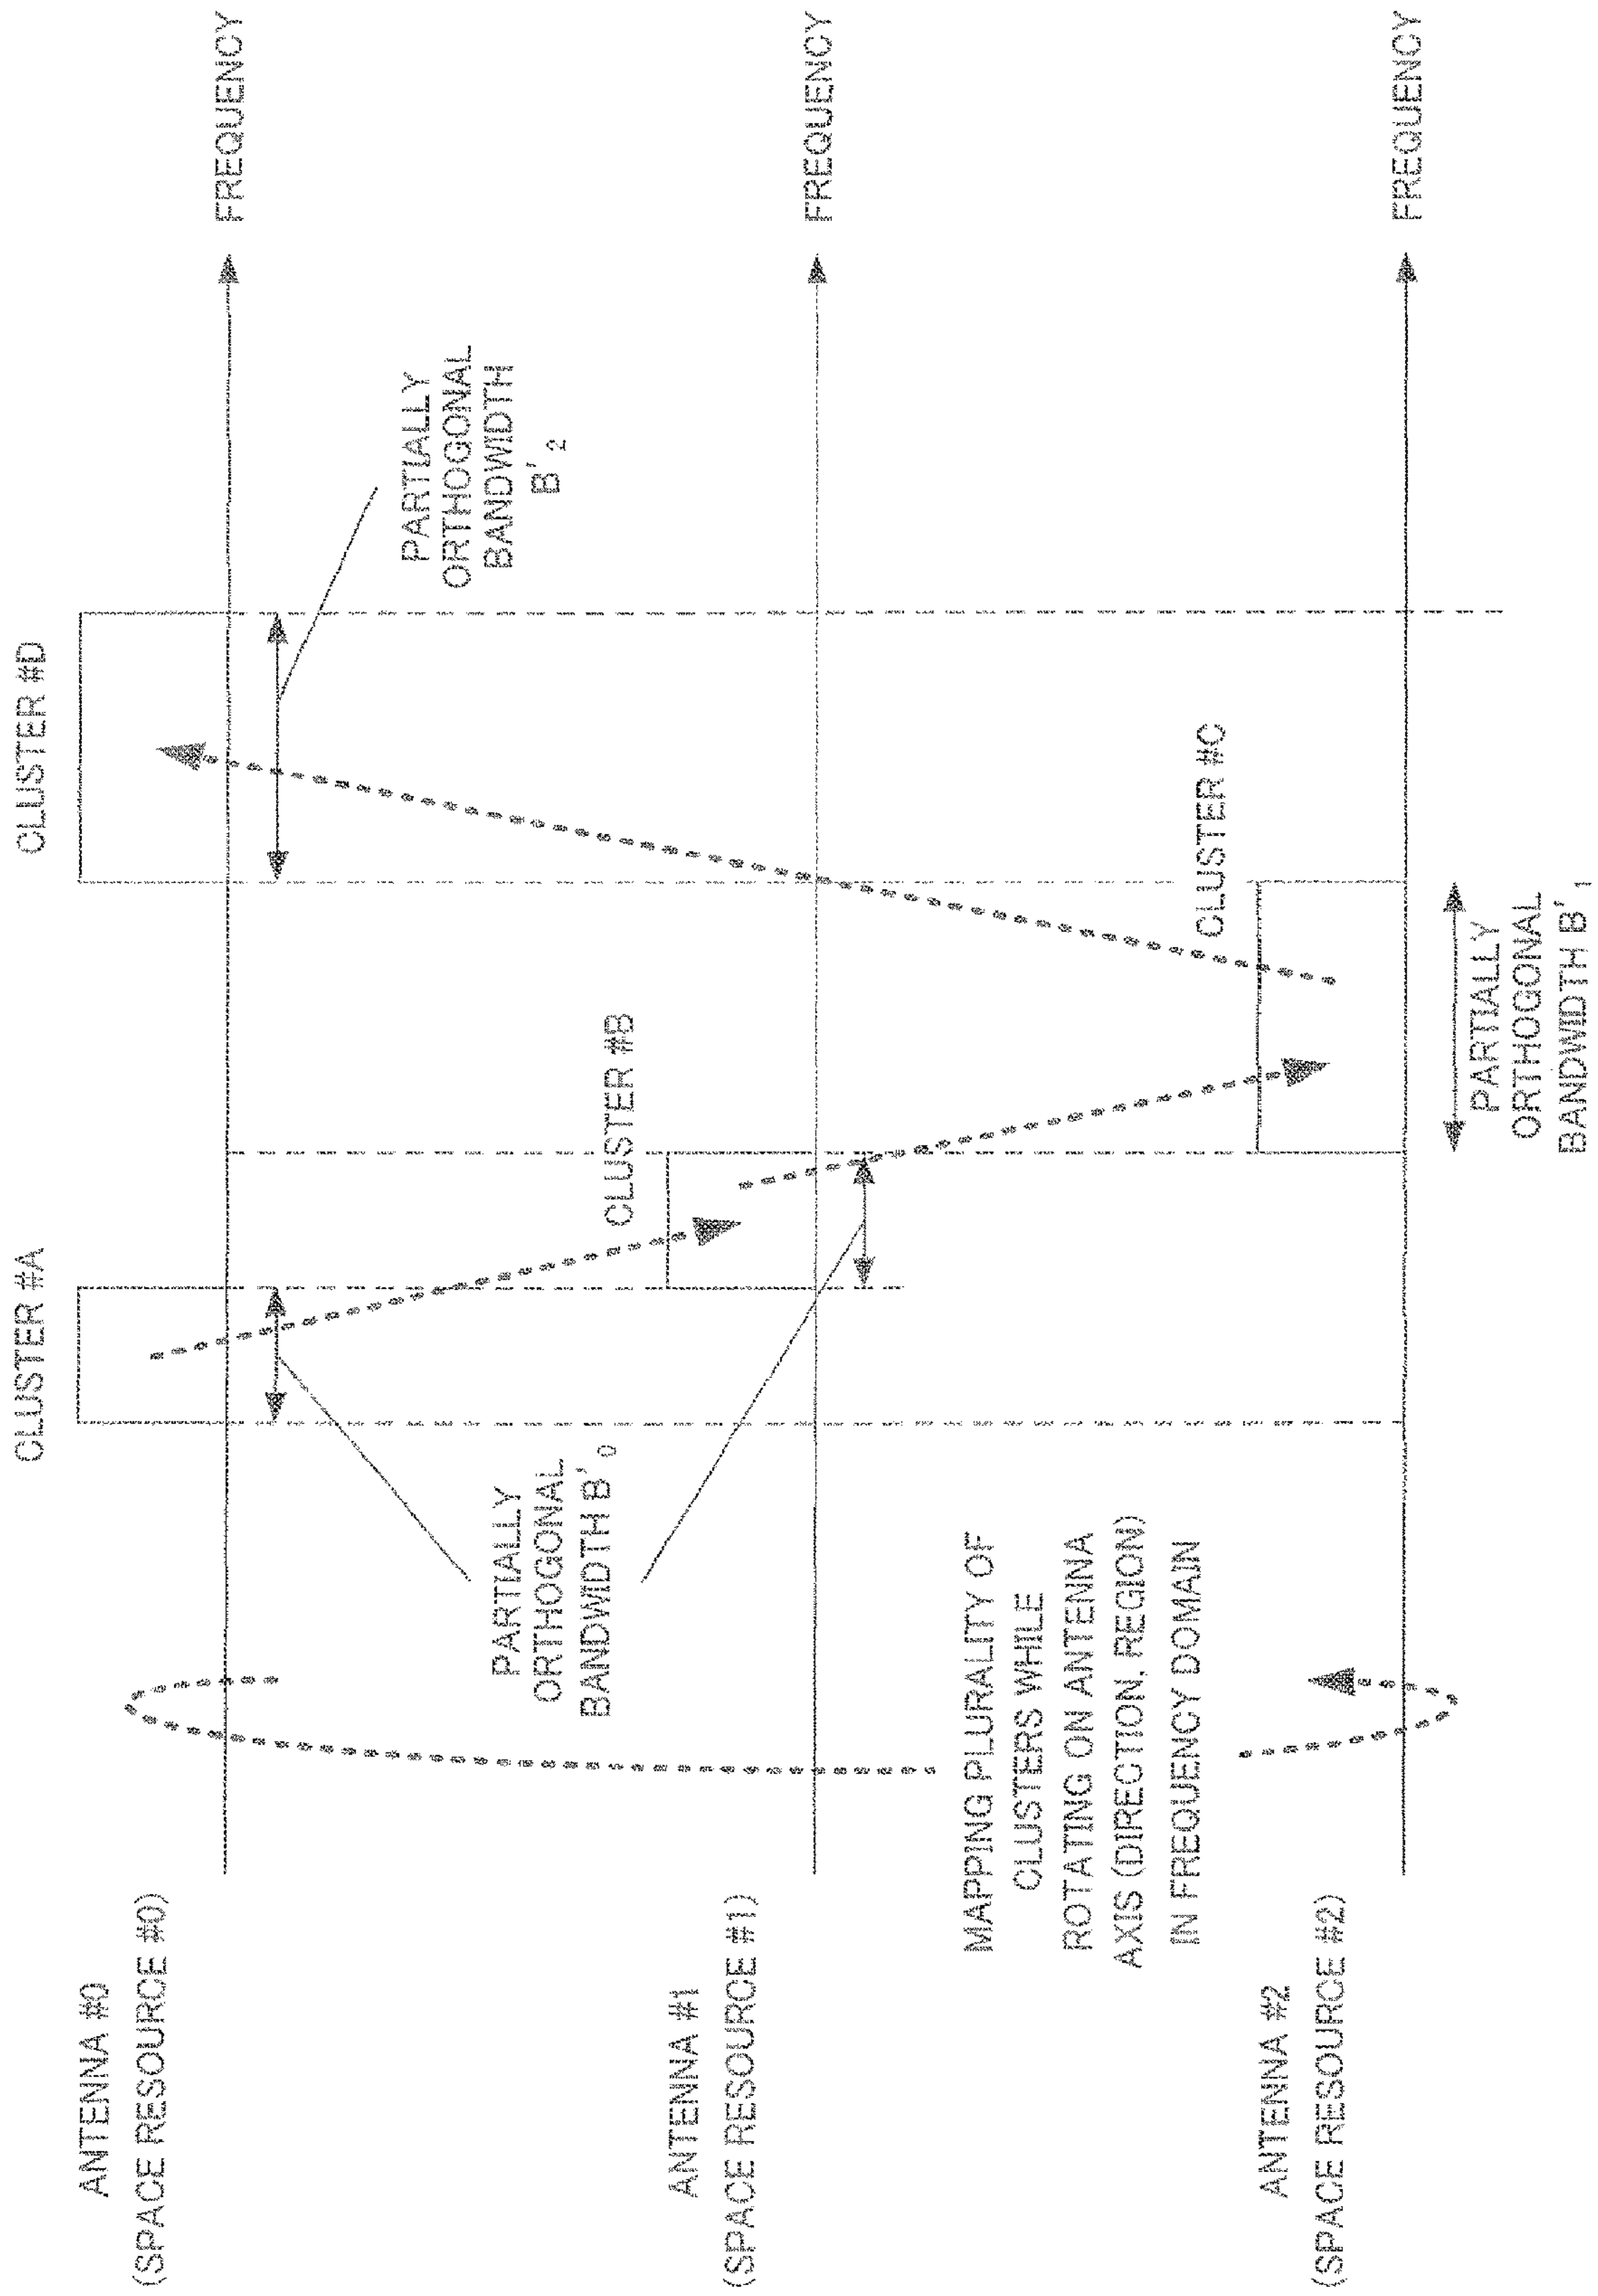 ANTENNA #0
(SPACE RESOURCE #0)
CLUSTER #A
CLUSTER #D
FREQUENCY
PARTIALLY
ORTHOGONAL
BANDWIDTH
B'2
PARTIALLY
ORTHOGONAL
BANDWIDTH B'0
ANTENNA #1
(SPACE RESOURCE #1)
CLUSTER #B
FREQUENCY
MAPPING PLURALITY OF
CLUSTERS WHILE
ROTATING ON ANTENNA
AXIS (DIRECTION, REGION)
IN FREQUENCY DOMAIN
ANTENNA #2
(SPACE RESOURCE #2)
CLUSTER #C
FREQUENCY
PARTIALLY
ORTHOGONAL
BANDWIDTH B'1